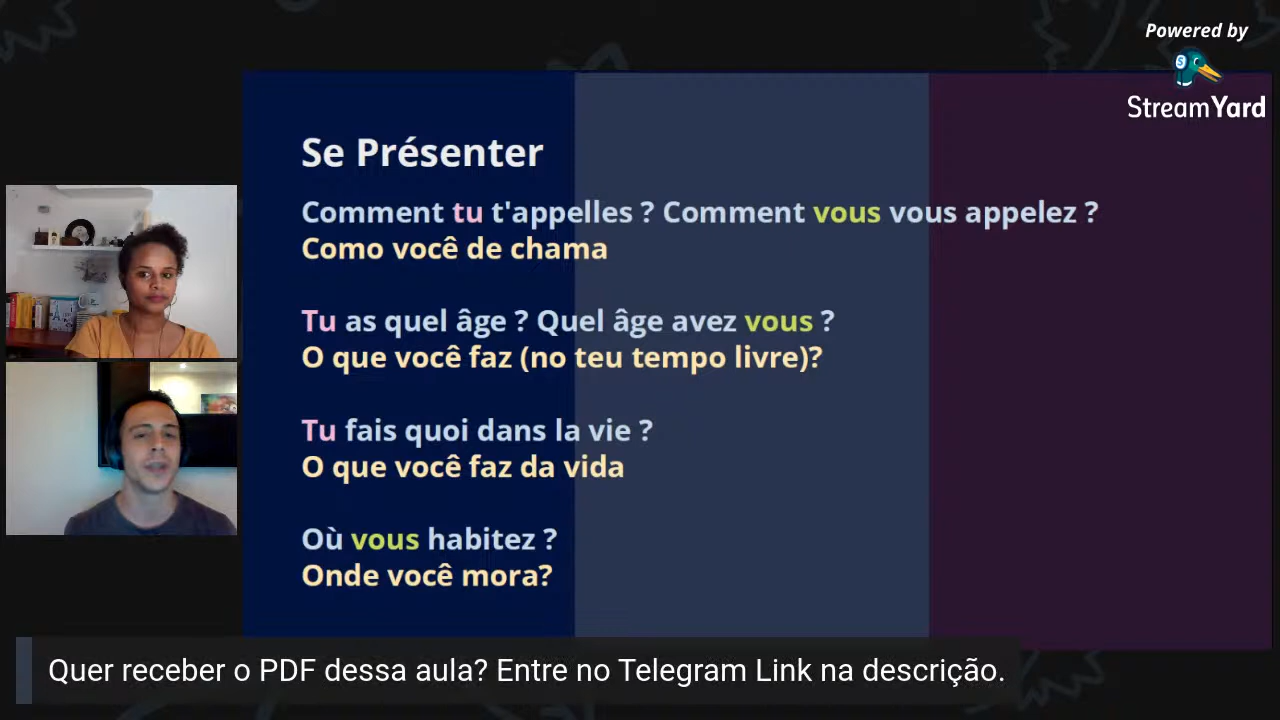 Powered by
StreamYard
Se Présenter
Comment tu t'appelles ? Comment vous vous appelez ?
Como você de chama
Tu as quel âge ? Quel âge avez vous ?
O que você faz (no teu tempo livre)?
Tu fais quoi dans la vie ?
O que você faz da vida
Où vous habitez ?
Onde você mora?
Quer receber o PDF dessa aula? Entre no Telegram Link na descrição.